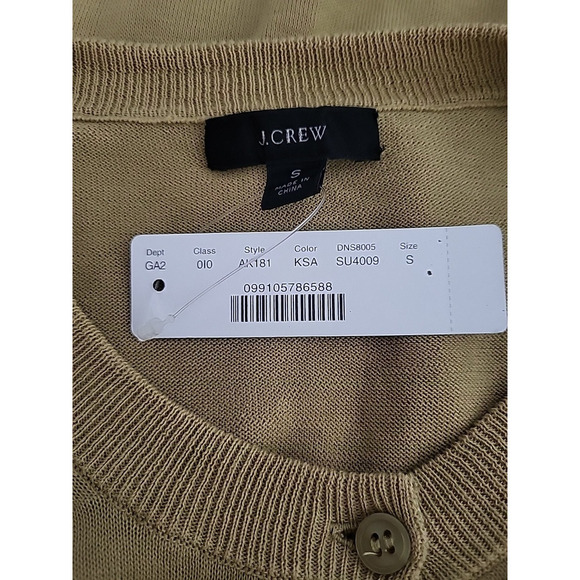 J.CREW
S
MADE IN
CHINA
Dept Class Style Color DNS8005 Size
GA2 0I0 AK181 KSA SU4009 S
099105786588